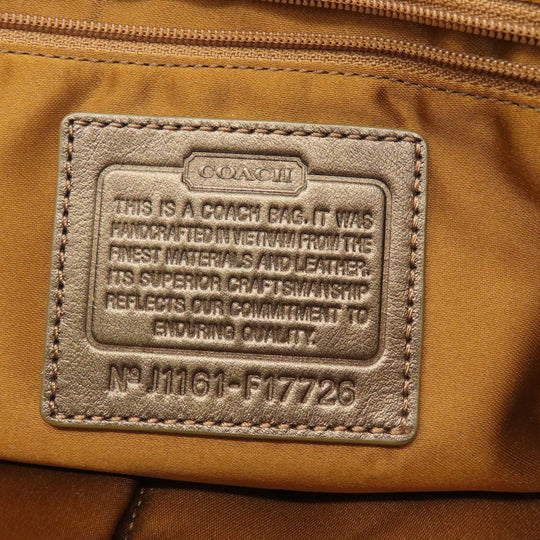 COACH
THIS IS A COACH BAG. IT WAS
HANDCRAFTED IN VIETNAM FROM THE
FINEST MATERIALS AND LEATHER.
ITS SUPERIOR CRAFTSMANSHIP
REFLECTS OUR COMMITMENT TO
ENDURING QUALITY.
Nº J1161-F17726